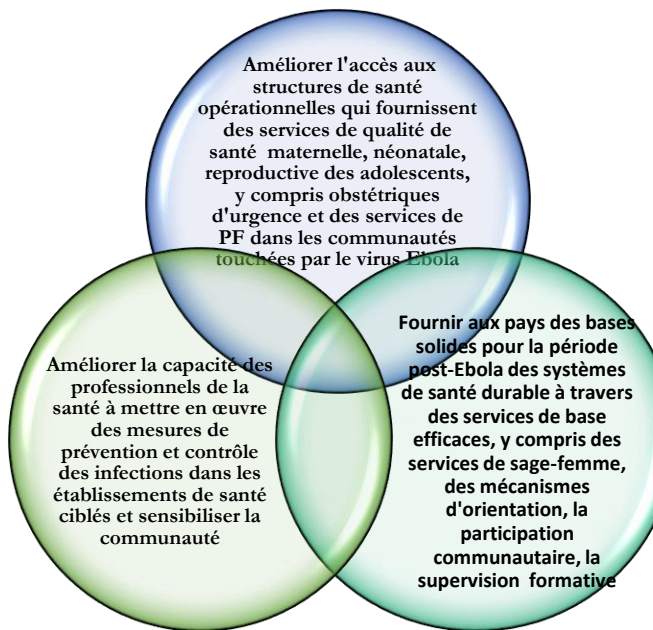 Améliorer l'accès aux
structures de santé
opérationnelles qui fournissent
des services de qualité de
santé maternelle, néonatale,
reproductive des adolescents,
y compris obstétriques
d'urgence et des services de
PF dans les communautés
touchées par le virus Ebola
Améliorer la capacité des
professionnels de la
santé à mettre en œuvre
des mesures de
prévention et contrôle
des infections dans les
établissements de santé
ciblés et sensibiliser la
communauté
Fournir aux pays des bases
solides pour la période
post-Ebola des systèmes
de santé durable à travers
des services de base
efficaces, y compris des
services de sage-femme,
des mécanismes
d'orientation, la
participation
communautaire, la
supervision formative